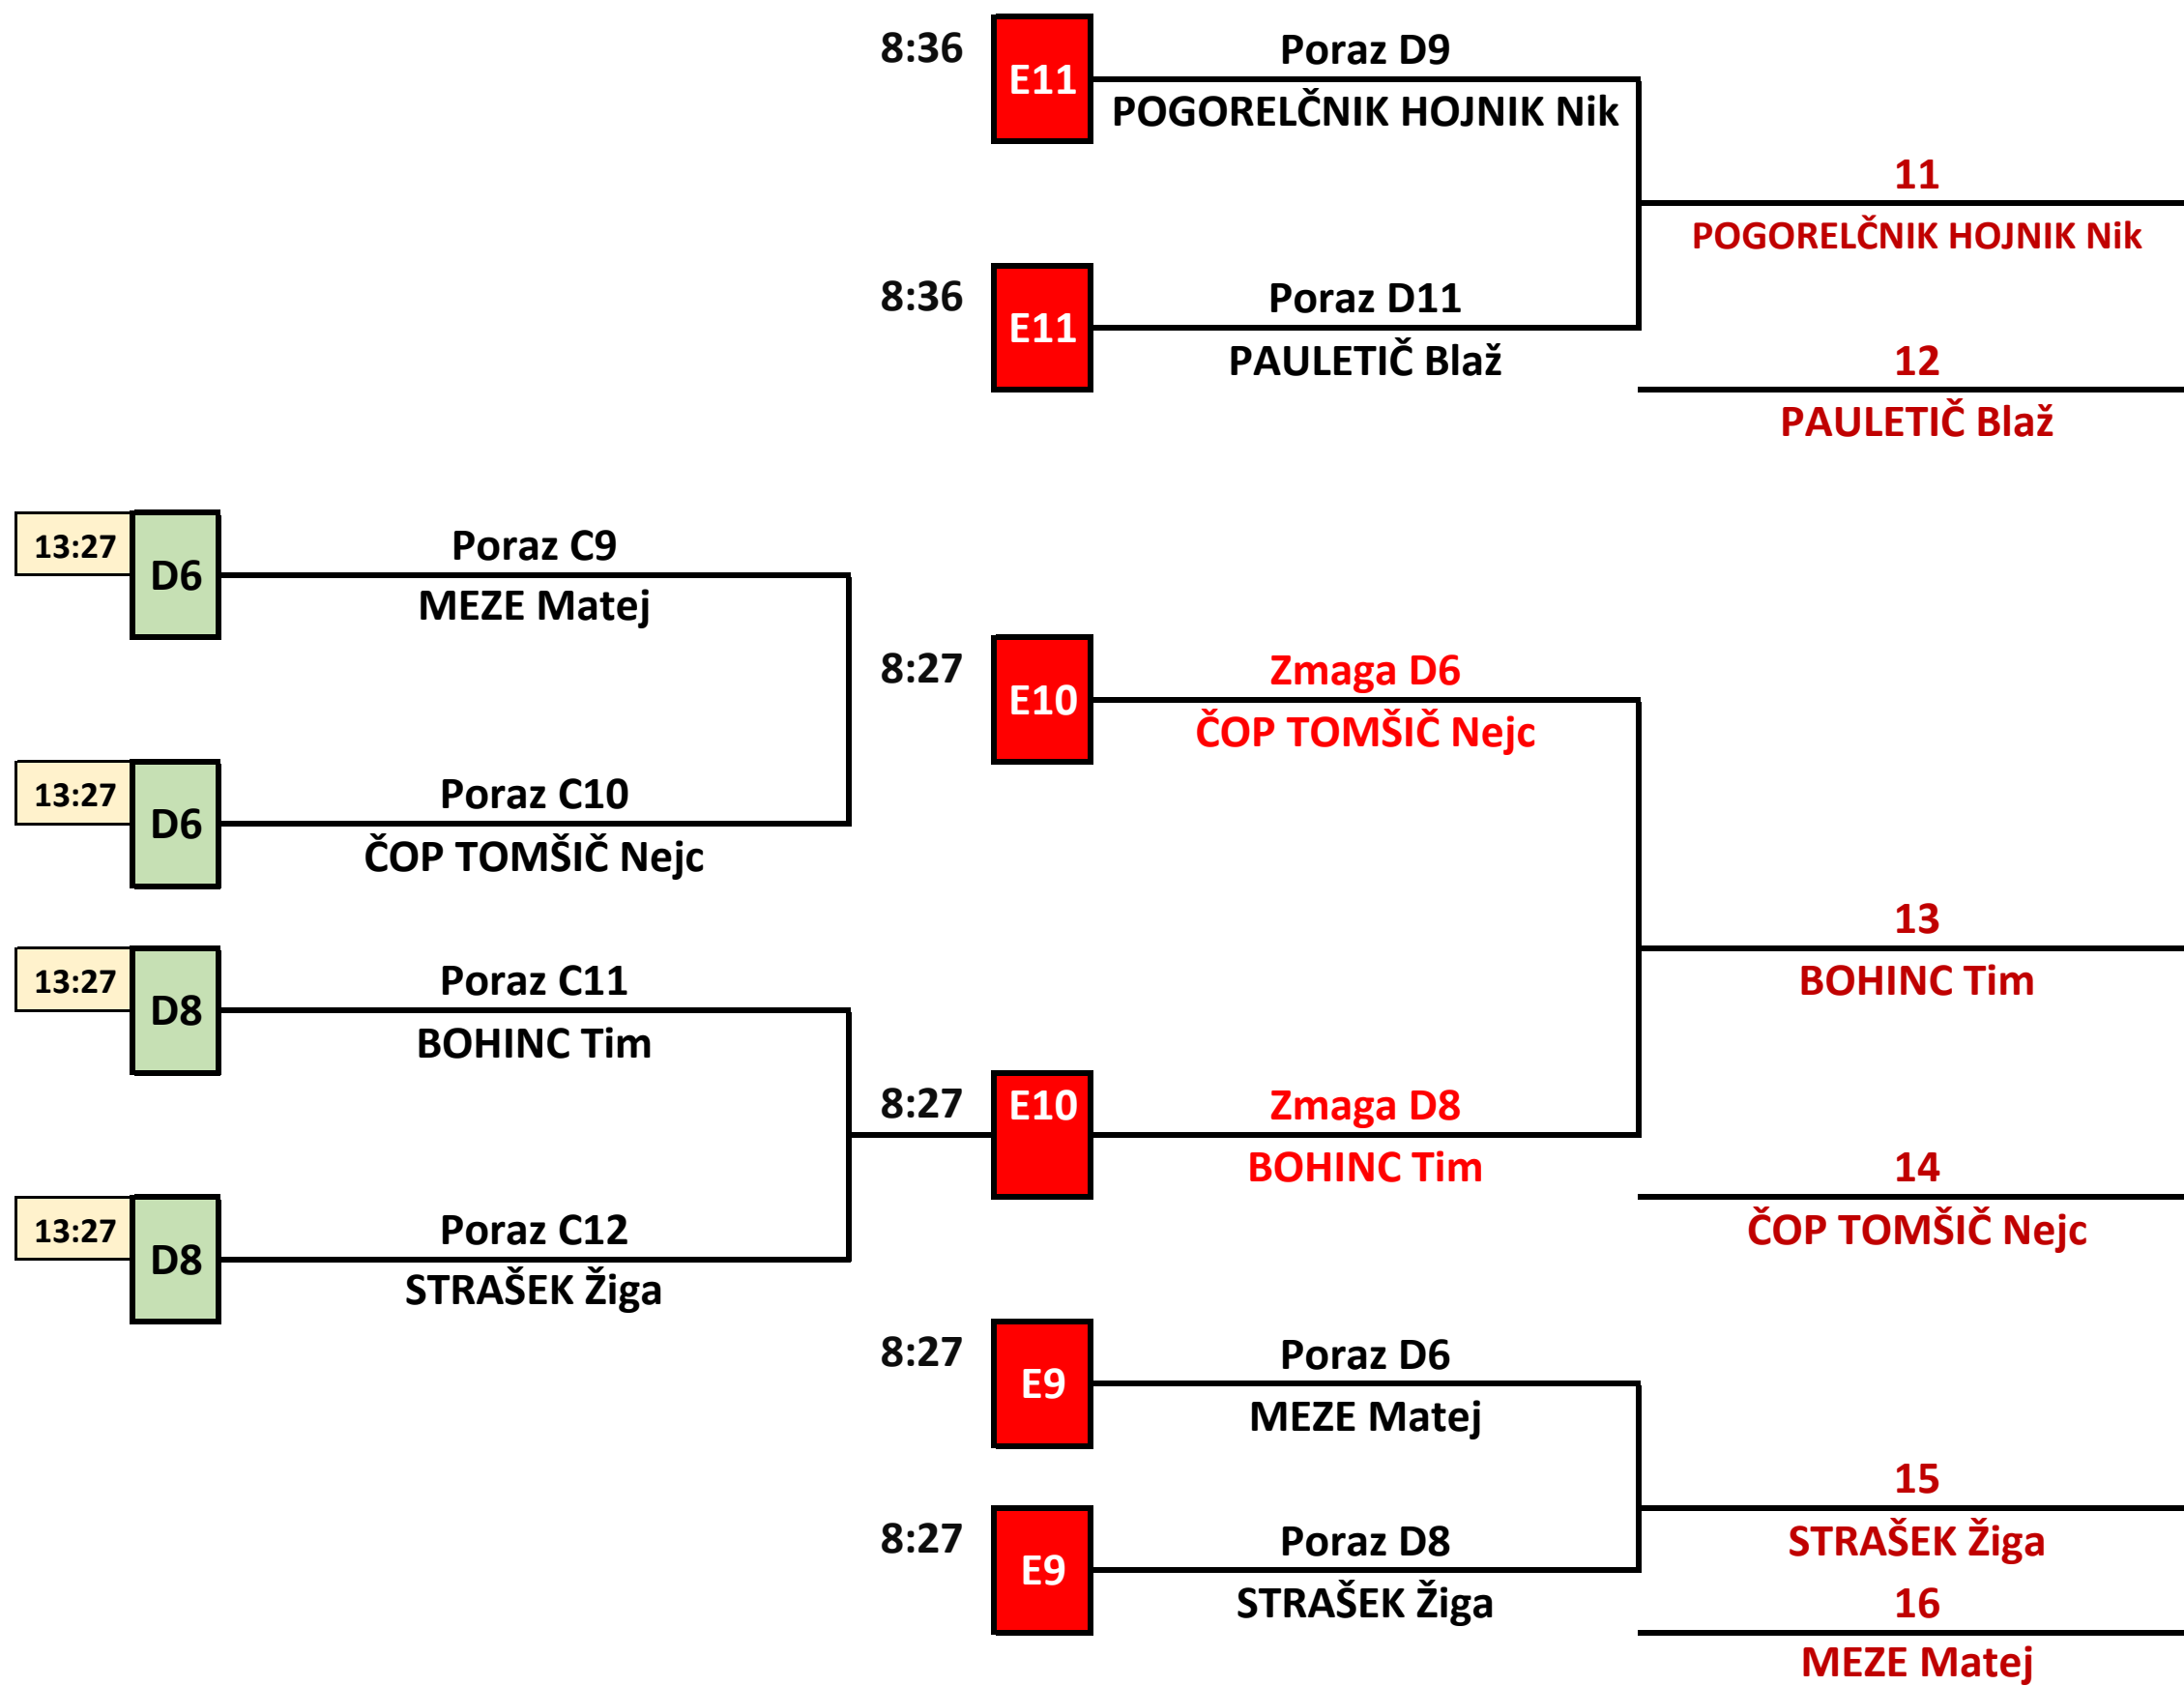 8:36
E11
Poraz D9
POGORELČNIK HOJNIK Nik
11
POGORELČNIK HOJNIK Nik
8:36
E11
Poraz D11
PAULETIČ Blaž
12
PAULETIČ Blaž
13:27
D6
Poraz C9
MEZE Matej
8:27
E10
Zmaga D6
ČOP TOMŠIČ Nejc
13:27
D6
Poraz C10
ČOP TOMŠIČ Nejc
13
BOHINC Tim
13:27
D8
Poraz C11
BOHINC Tim
8:27
E10
Zmaga D8
BOHINC Tim
14
ČOP TOMŠIČ Nejc
13:27
D8
Poraz C12
STRAŠEK Žiga
8:27
E9
Poraz D6
MEZE Matej
15
STRAŠEK Žiga
8:27
E9
Poraz D8
STRAŠEK Žiga
16
MEZE Matej